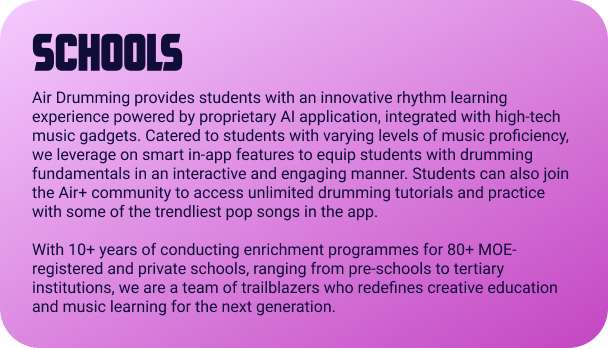 SCHOOLS
Air Drumming provides students with an innovative rhythm learning
experience powered by proprietary AI application, integrated with high-tech
music gadgets. Catered to students with varying levels of music proficiency,
we leverage on smart in-app features to equip students with drumming
fundamentals in an interactive and engaging manner. Students can also join
the Air+ community to access unlimited drumming tutorials and practice
with some of the trendliest pop songs in the app.
With 10+ years of conducting enrichment programmes for 80+ MOE-
registered and private schools, ranging from pre-schools to tertiary
institutions, we are a team of trailblazers who redefines creative education
and music learning for the next generation.